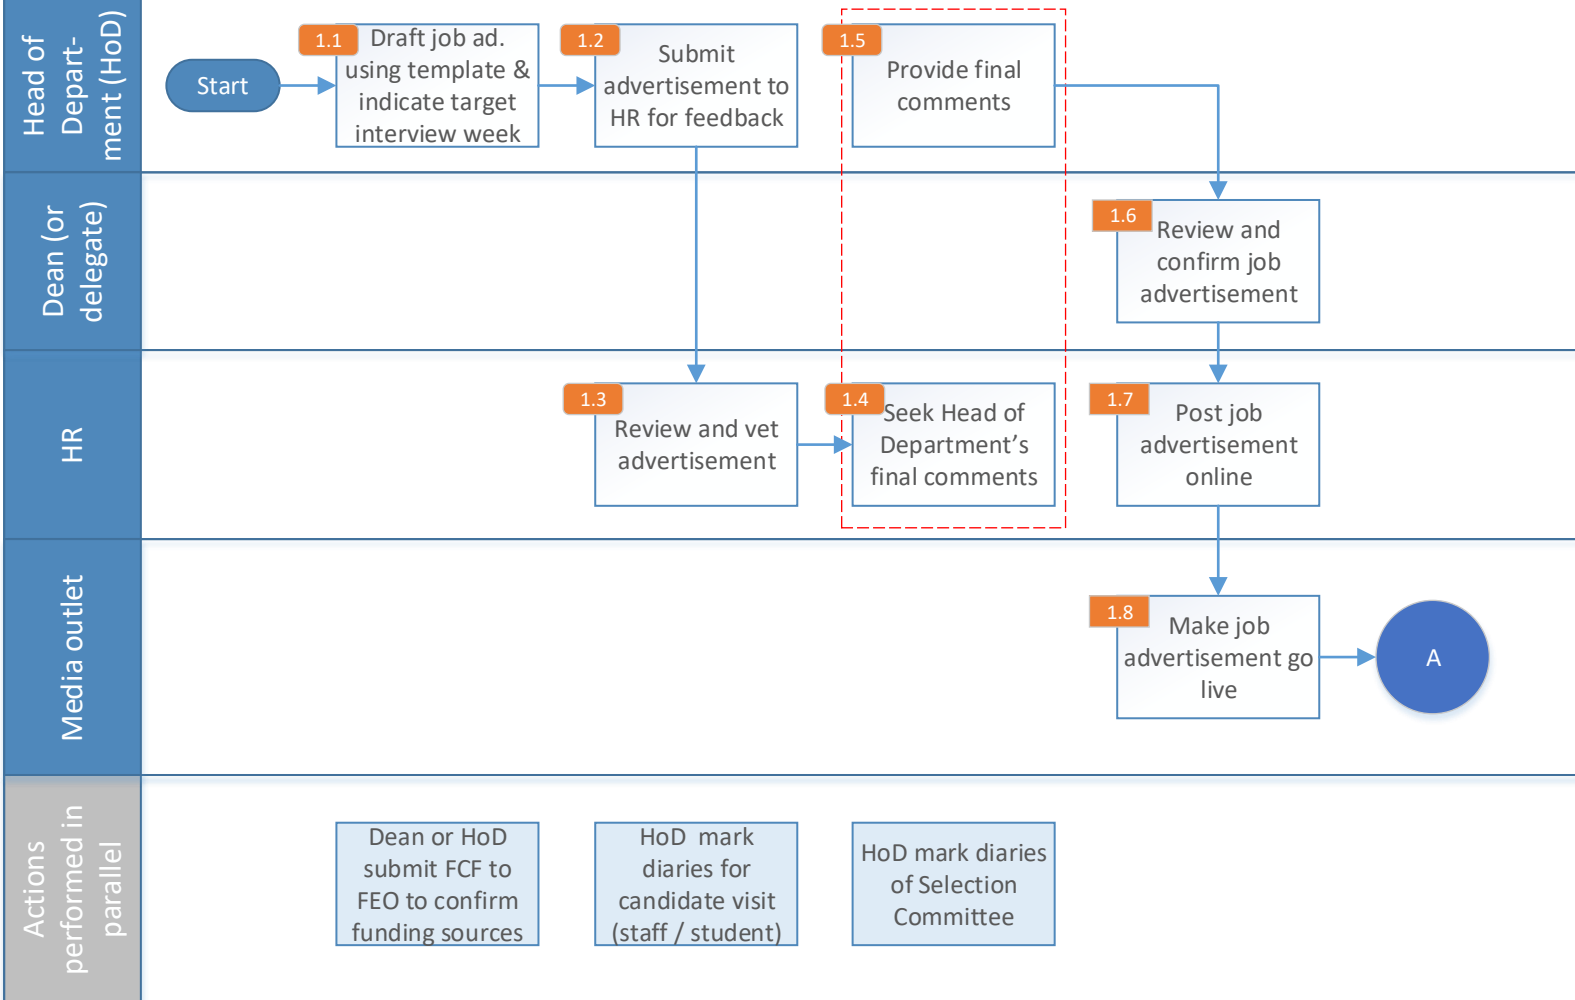 Head of
Depart-
ment (HoD)
Start
1.1
Draft job ad.
using template &
indicate target
interview week
1.2
Submit
advertisement to
HR for feedback
1.5
Provide final
comments
Dean (or
delegate)
1.6
Review and
confirm job
advertisement
HR
1.3
Review and vet
advertisement
1.4
Seek Head of
Department’s
final comments
1.7
Post job
advertisement
online
Media outlet
1.8
Make job
advertisement go
live
A
Actions
performed in
parallel
Dean or HoD
submit FCF to
FEO to confirm
funding sources
HoD mark
diaries for
candidate visit
(staff / student)
HoD mark diaries
of Selection
Committee